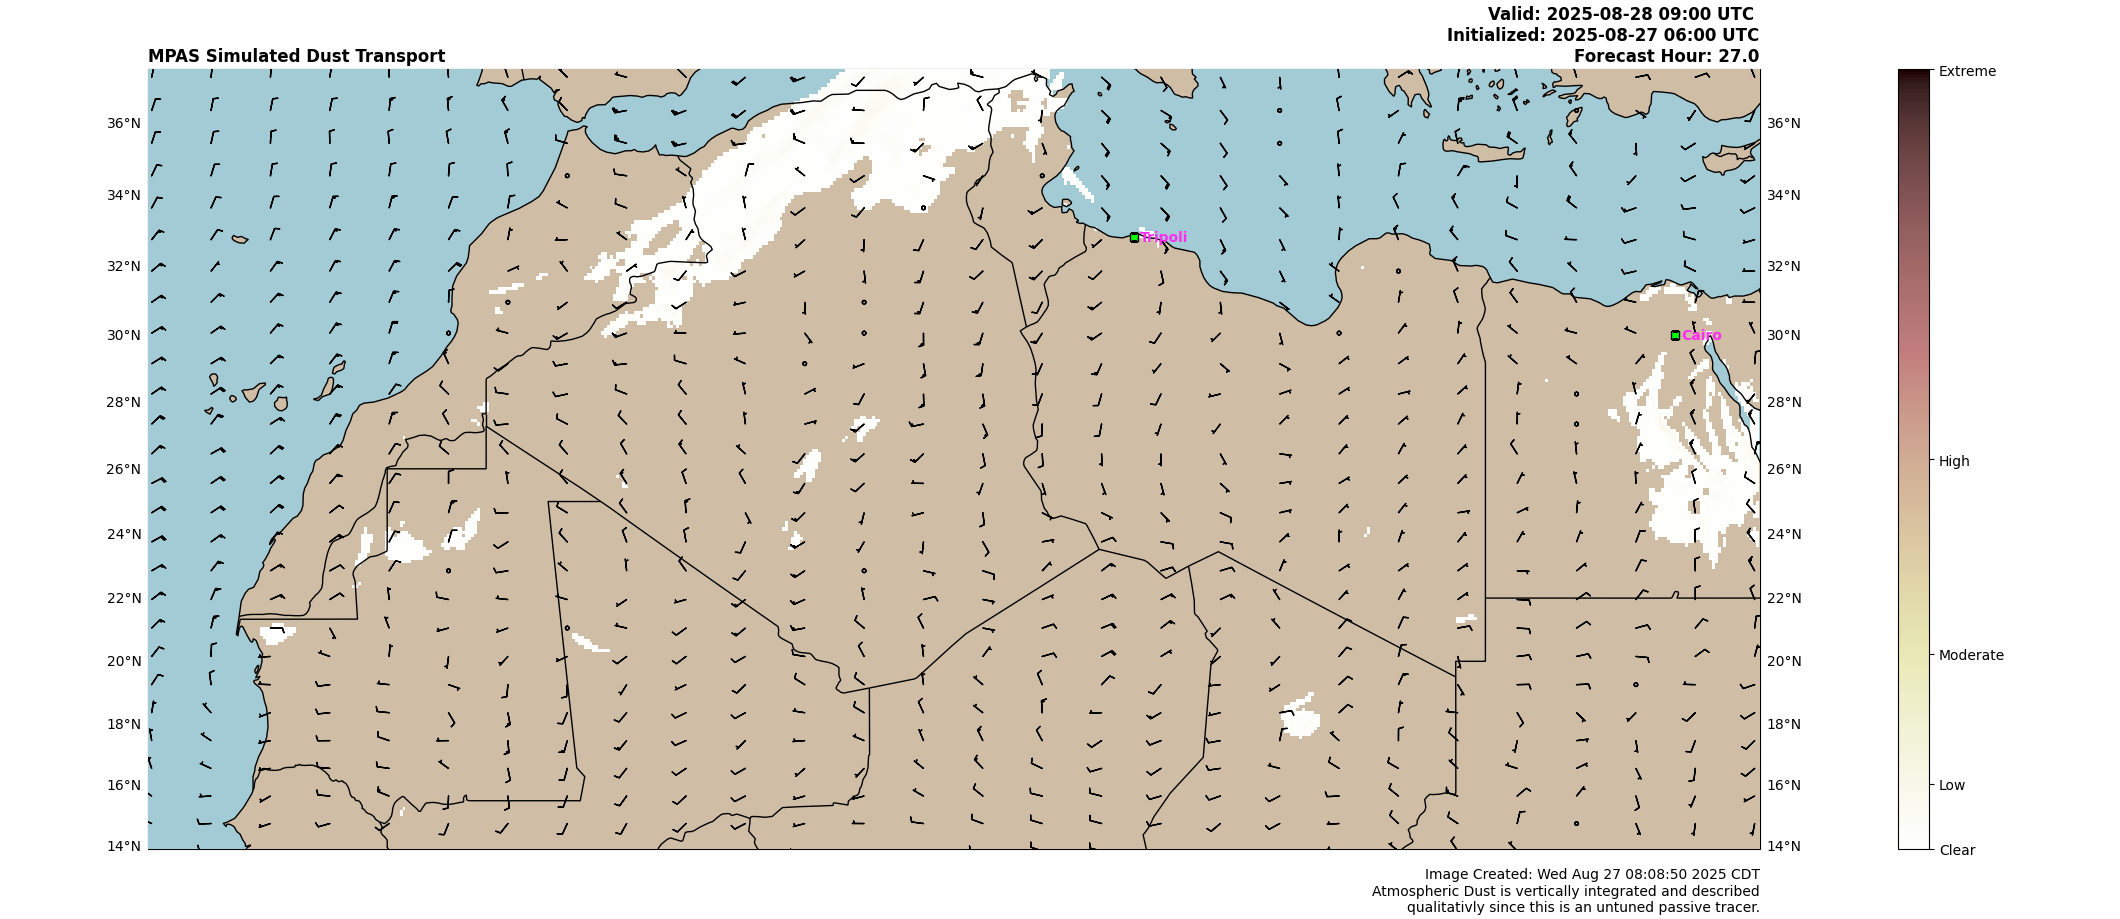 Valid: 2025-08-28 09:00 UTC
Initialized: 2025-08-27 06:00 UTC
MPAS Simulated Dust Transport
Forecast Hour: 27.0
Extreme
36°N
36°N
34°N
34°N
Tripoli
32°N
32°N
30°N
Cairo
30°N
28°N
28°N
26°N
26°N
High
24°N
24°N
22°N
22°N
20°N
20°N
Moderate
18°N
18°N
16°N
16°N
Low
14°N
14°N
Clear
Image Created: Wed Aug 27 08:08:50 2025 CDT
Atmospheric Dust is vertically integrated and described
qualitativly since this is an untuned passive tracer.